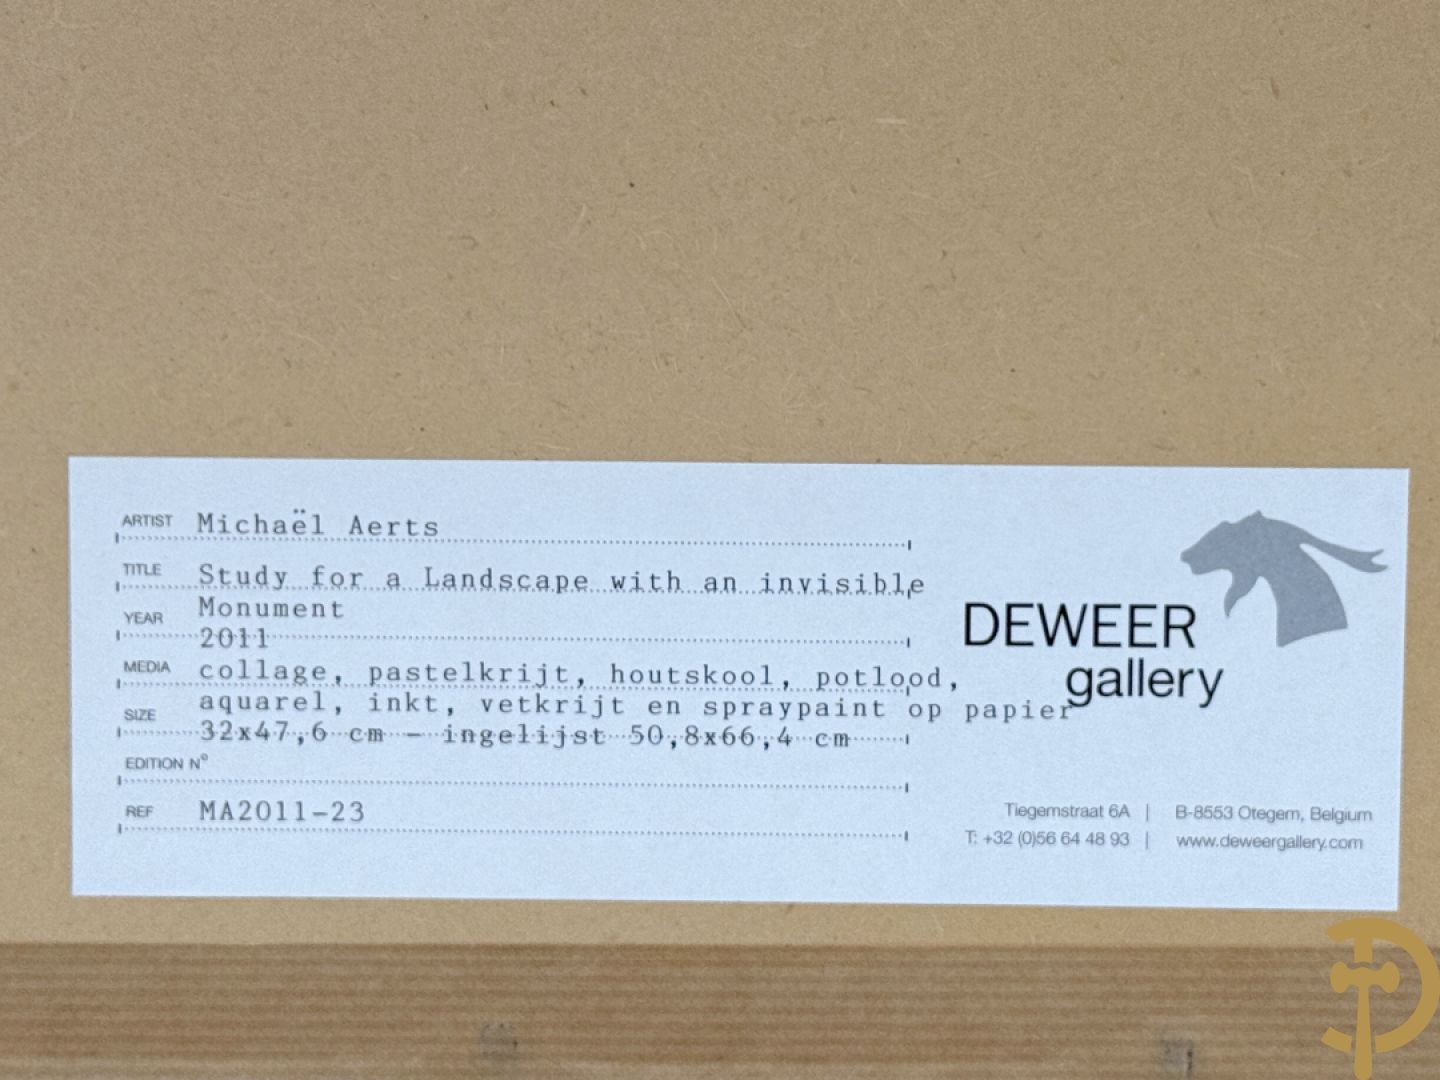 ARTIST Michaël Aerts
TITLE Study for a Landscape with an invisible
Monument
YEAR 2011
MEDIA collage, pastelkrijt, houtskool, potlood,
aquarel, inkt, vetkrijt en spraypaint op papier
SIZE 32x47,6 cm - ingelijst 50,8x66,4 cm
EDITION N°
REF MA2011-23
DEWEER
gallery
Tiegemstraat 6A | B-8553 Otegem, Belgium
T: +32 (0)56 64 48 93 | www.deweergallery.com